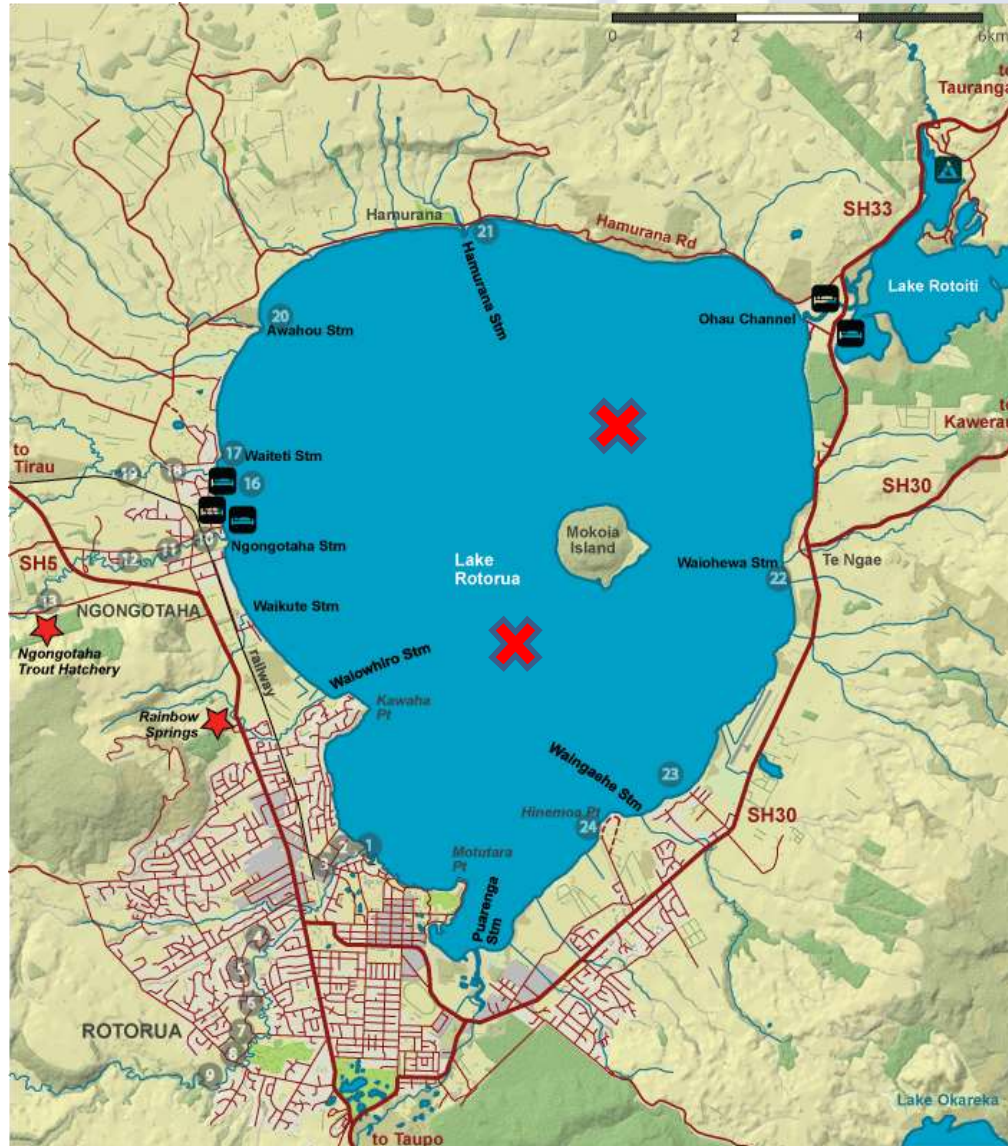 0 2 4 6km
to
Tauranga
SH33
Hamurana
21
Hamurana Rd
Hamurana Stm
Lake Rotoiti
20
Awahou Stm
Ohau Channel
to
Tirau
19
18
17
Waiteti Stm
16
to
SH30
SH5
12
11
10
Ngongotaha Stm
Mokoia
Island
Lake
Rotorua
Waiohewa Stm
22
Te Ngae
13
NGONGOTAHA
Waikute Stm
Ngongotaha
Trout Hatchery
railway
Waiowhiro Stm
Kawaha
Pt
Rainbow
Springs
Waingaehe Stm
23
Hinemoa Pt
24
SH30
1
2
3
Motutara
Pt
Puarenga
Stm
4
5
6
ROTORUA
7
8
9
Lake Okareka
to Taupo